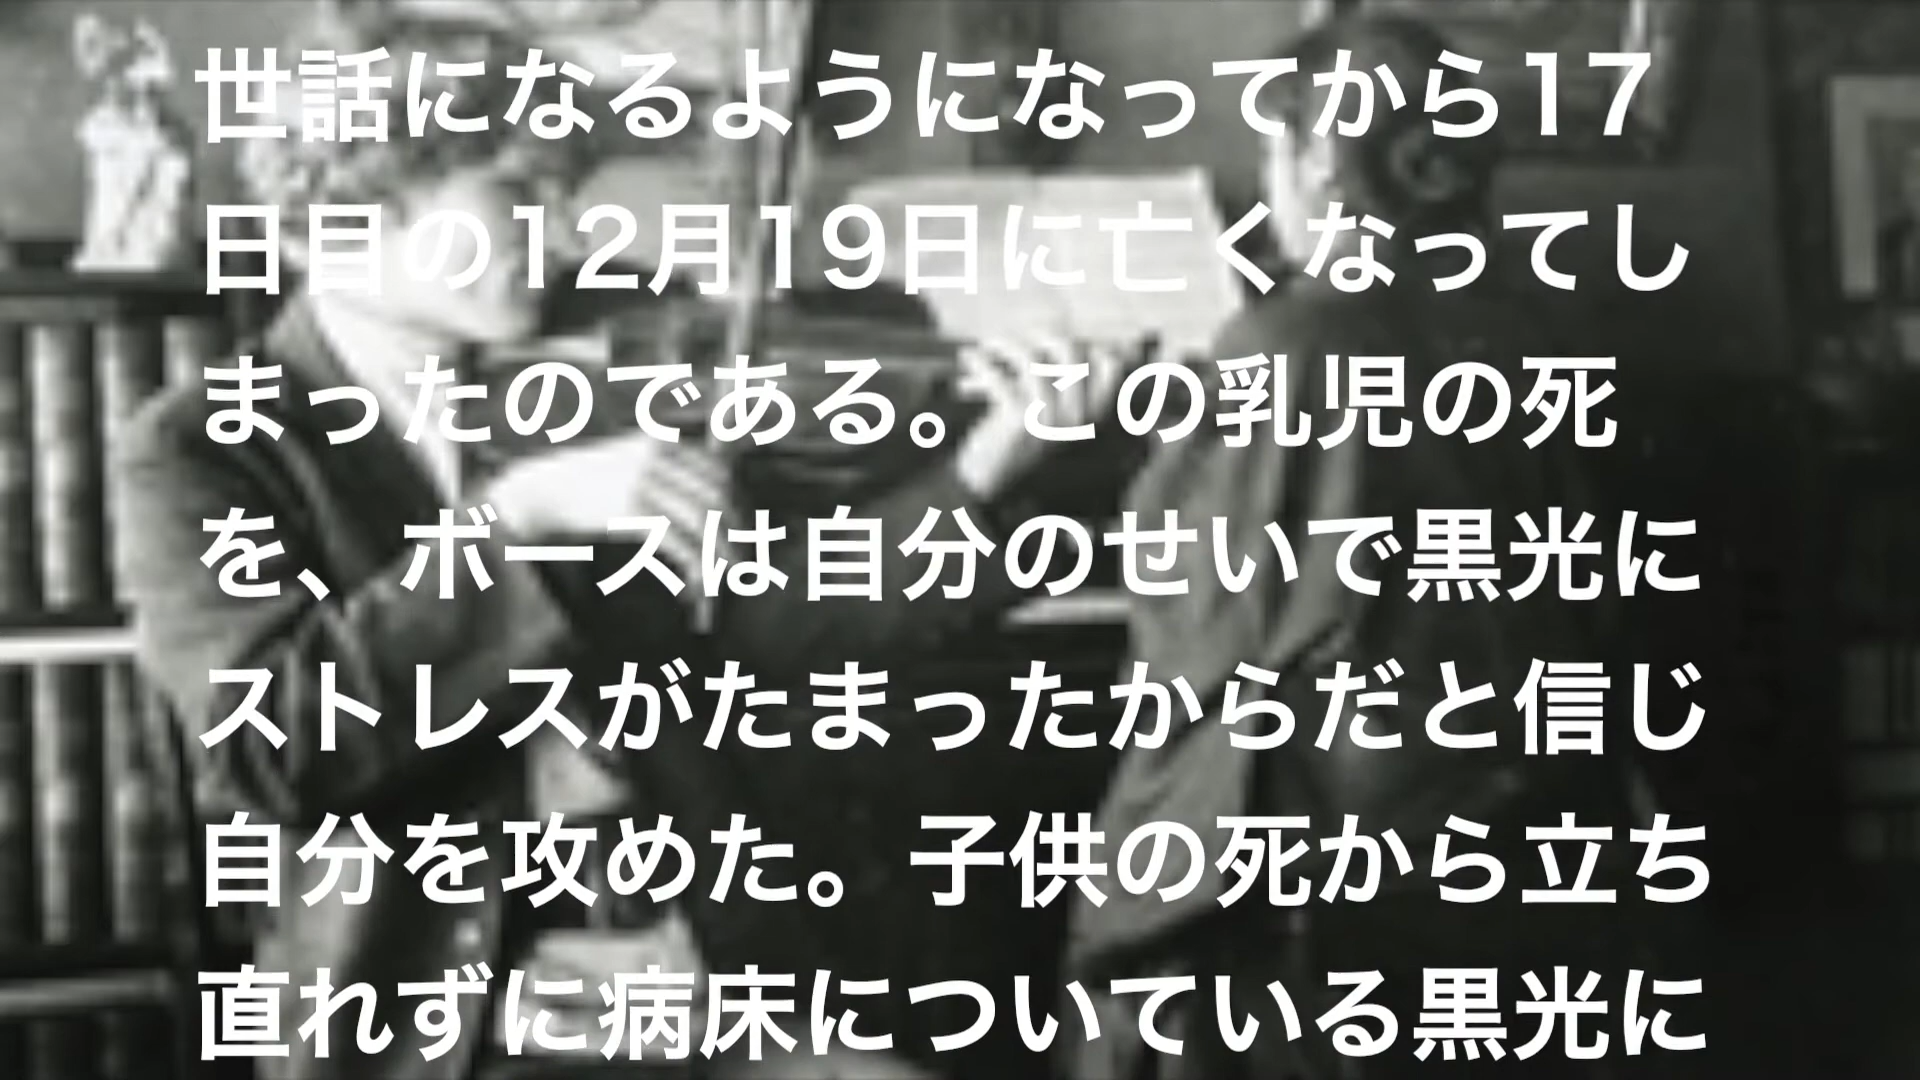 世話になるようになってから17
日目の12月19日に亡くなってし
まったのである。この乳児の死
を、ボースは自分のせいで黒光に
ストレスがたまったからだと信じ
自分を攻めた。子供の死から立ち
直れずに病床についている黒光に